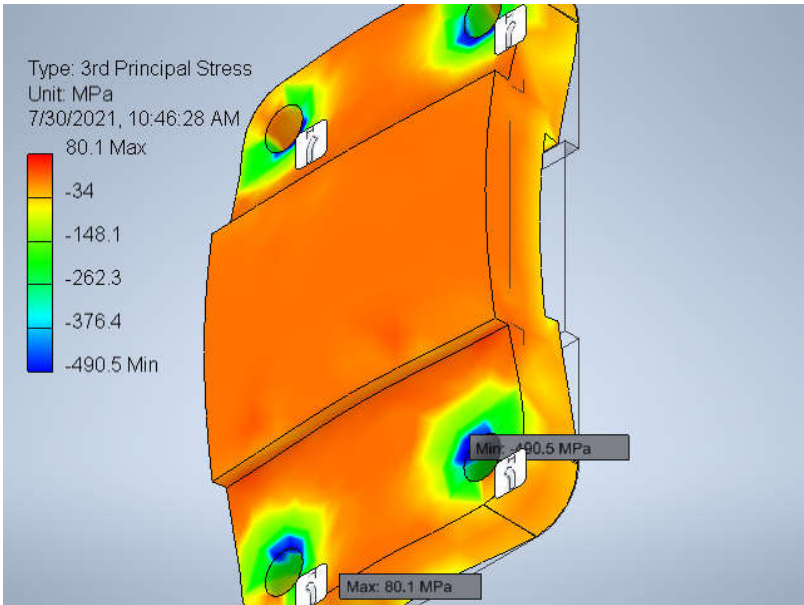 Type: 3rd Principal Stress
Unit: MPa
7/30/2021, 10:46:28 AM
80.1 Max
-34
-148.1
-262.3
-376.4
-490.5 Min
Min: -490.5 MPa
Max: 80.1 MPa